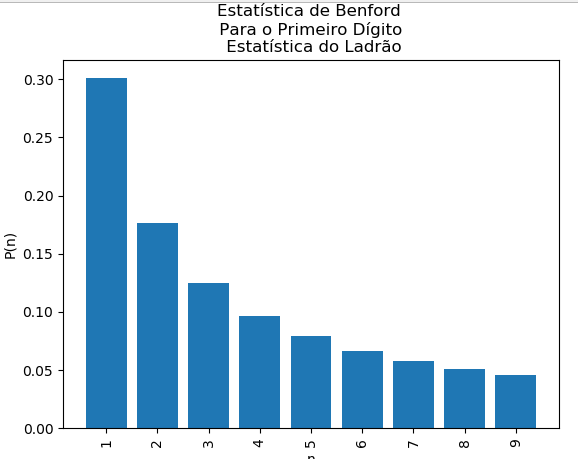 Estatística de Benford
Para o Primeiro Dígito
Estatística do Ladrão
0.30
0.25
0.20
0.15
0.10
0.05
0.00
P(n)
1 2 3 4 5 6 7 8 9
n